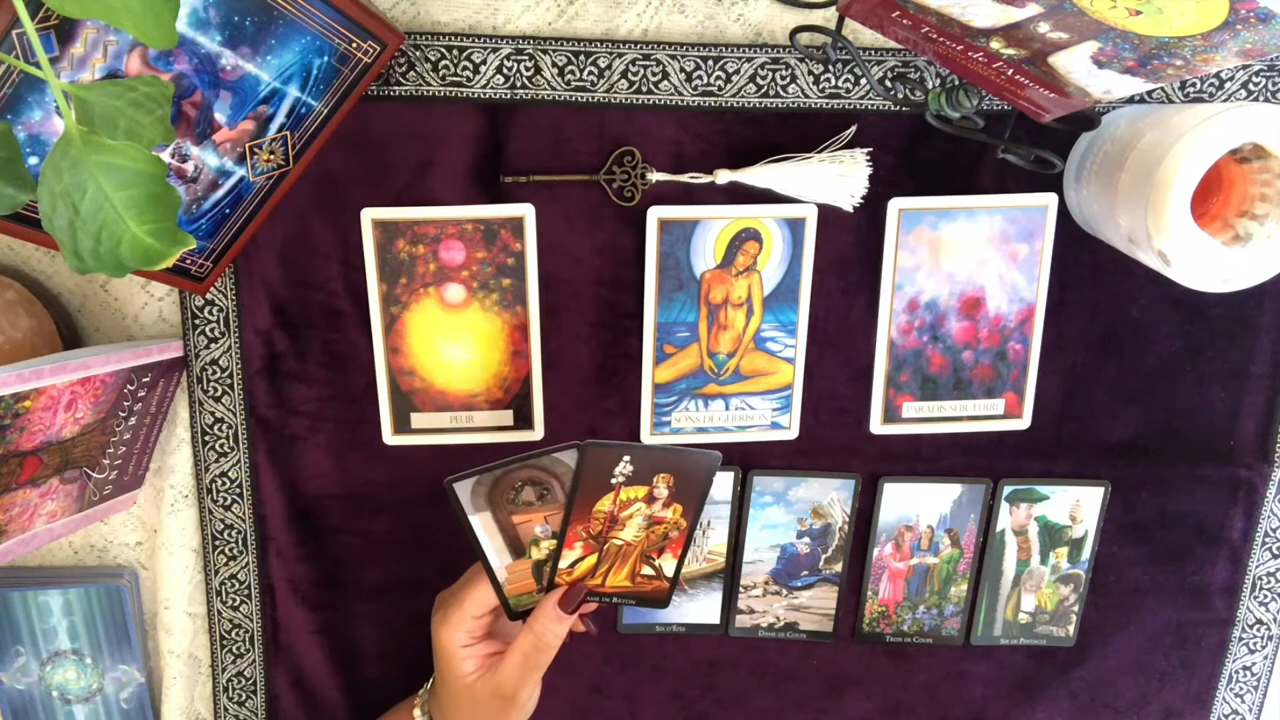 Le Tarot de l'Amour
PEUR
SONS DE GUÉRISON
PARADIS SUR TERRE
Amour
UNIVERSEL
AME DE BÂTON
SIX D'ÉPÉE
DAME DE COUPE
TROIS DE COUPE
SIX DE PENTACLE